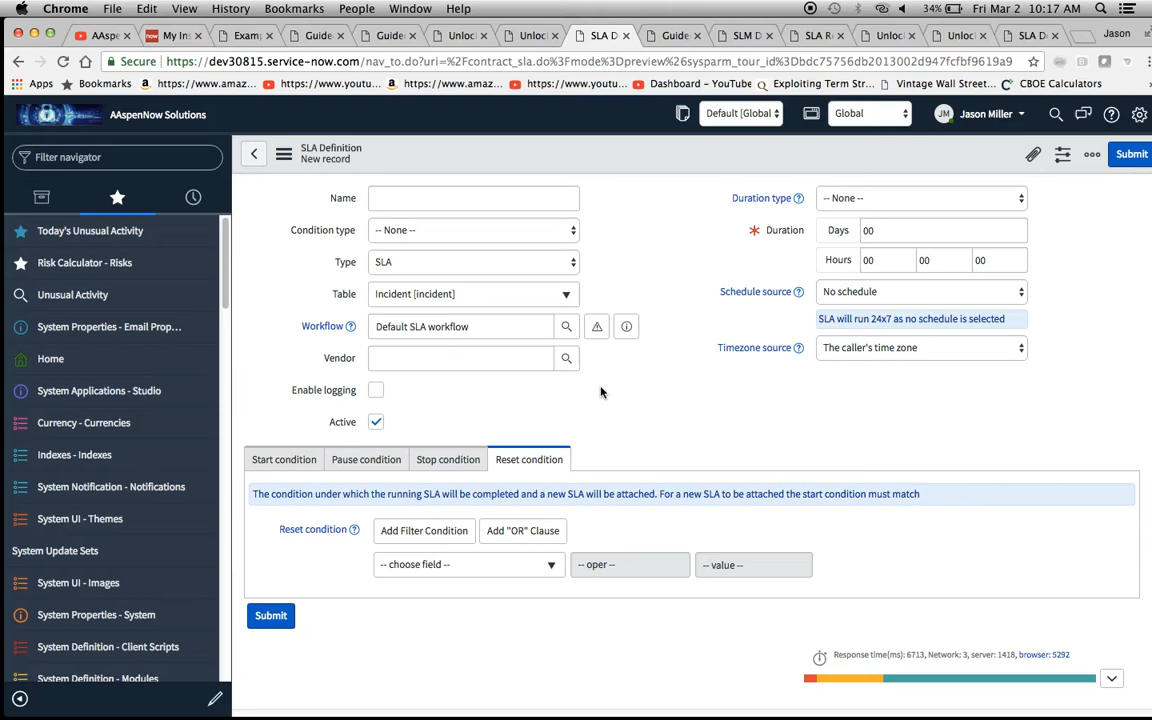 Chrome File Edit View History Bookmarks People Window Help 34% Fri Mar 2 10:17 AM
AAspe My Ins Examp Guide Guide Unloc Unloc SLA D Guide SLM D SLA R Unloc Unloc SLA De Jason
Secure https://dev30815.service-now.com/nav_to.do?uri=%2Fcontract_sla.do%3Fmode%3Dpreview%26sysparm_tour_id%3Dbdc75756db2013002d947fcfbf9619a9
Apps Bookmarks https://www.amaz... https://www.youtu... https://www.amaz... https://www.youtu... Dashboard - YouTube Exploiting Term Str... Vintage Wall Street... CBOE Calculators
AAspenNow Solutions Default [Global Global JM Jason Miller
Filter navigator
SLA Definition
New record
Submit
Today's Unusual Activity
Risk Calculator - Risks
Unusual Activity
System Properties - Email Prop...
Home
System Applications - Studio
Currency - Currencies
Indexes - Indexes
System Notification - Notifications
System UI - Themes
System Update Sets
System UI - Images
System Properties - System
System Definition - Client Scripts
System Definition - Modules
Name
Condition type -- None --
Type SLA
Table Incident [incident]
Workflow Default SLA workflow
Vendor
Enable logging
Active
Duration type -- None --
Duration Days 00
Hours 00 00 00
Schedule source No schedule
SLA will run 24x7 as no schedule is selected
Timezone source The caller's time zone
Start condition Pause condition Stop condition Reset condition
The condition under which the running SLA will be completed and a new SLA will be attached. For a new SLA to be attached the start condition must match
Reset condition Add Filter Condition Add "OR" Clause
-- choose field -- -- oper -- -- value --
Submit
Response time(ms): 6713, Network: 3, server: 1418, browser: 5292